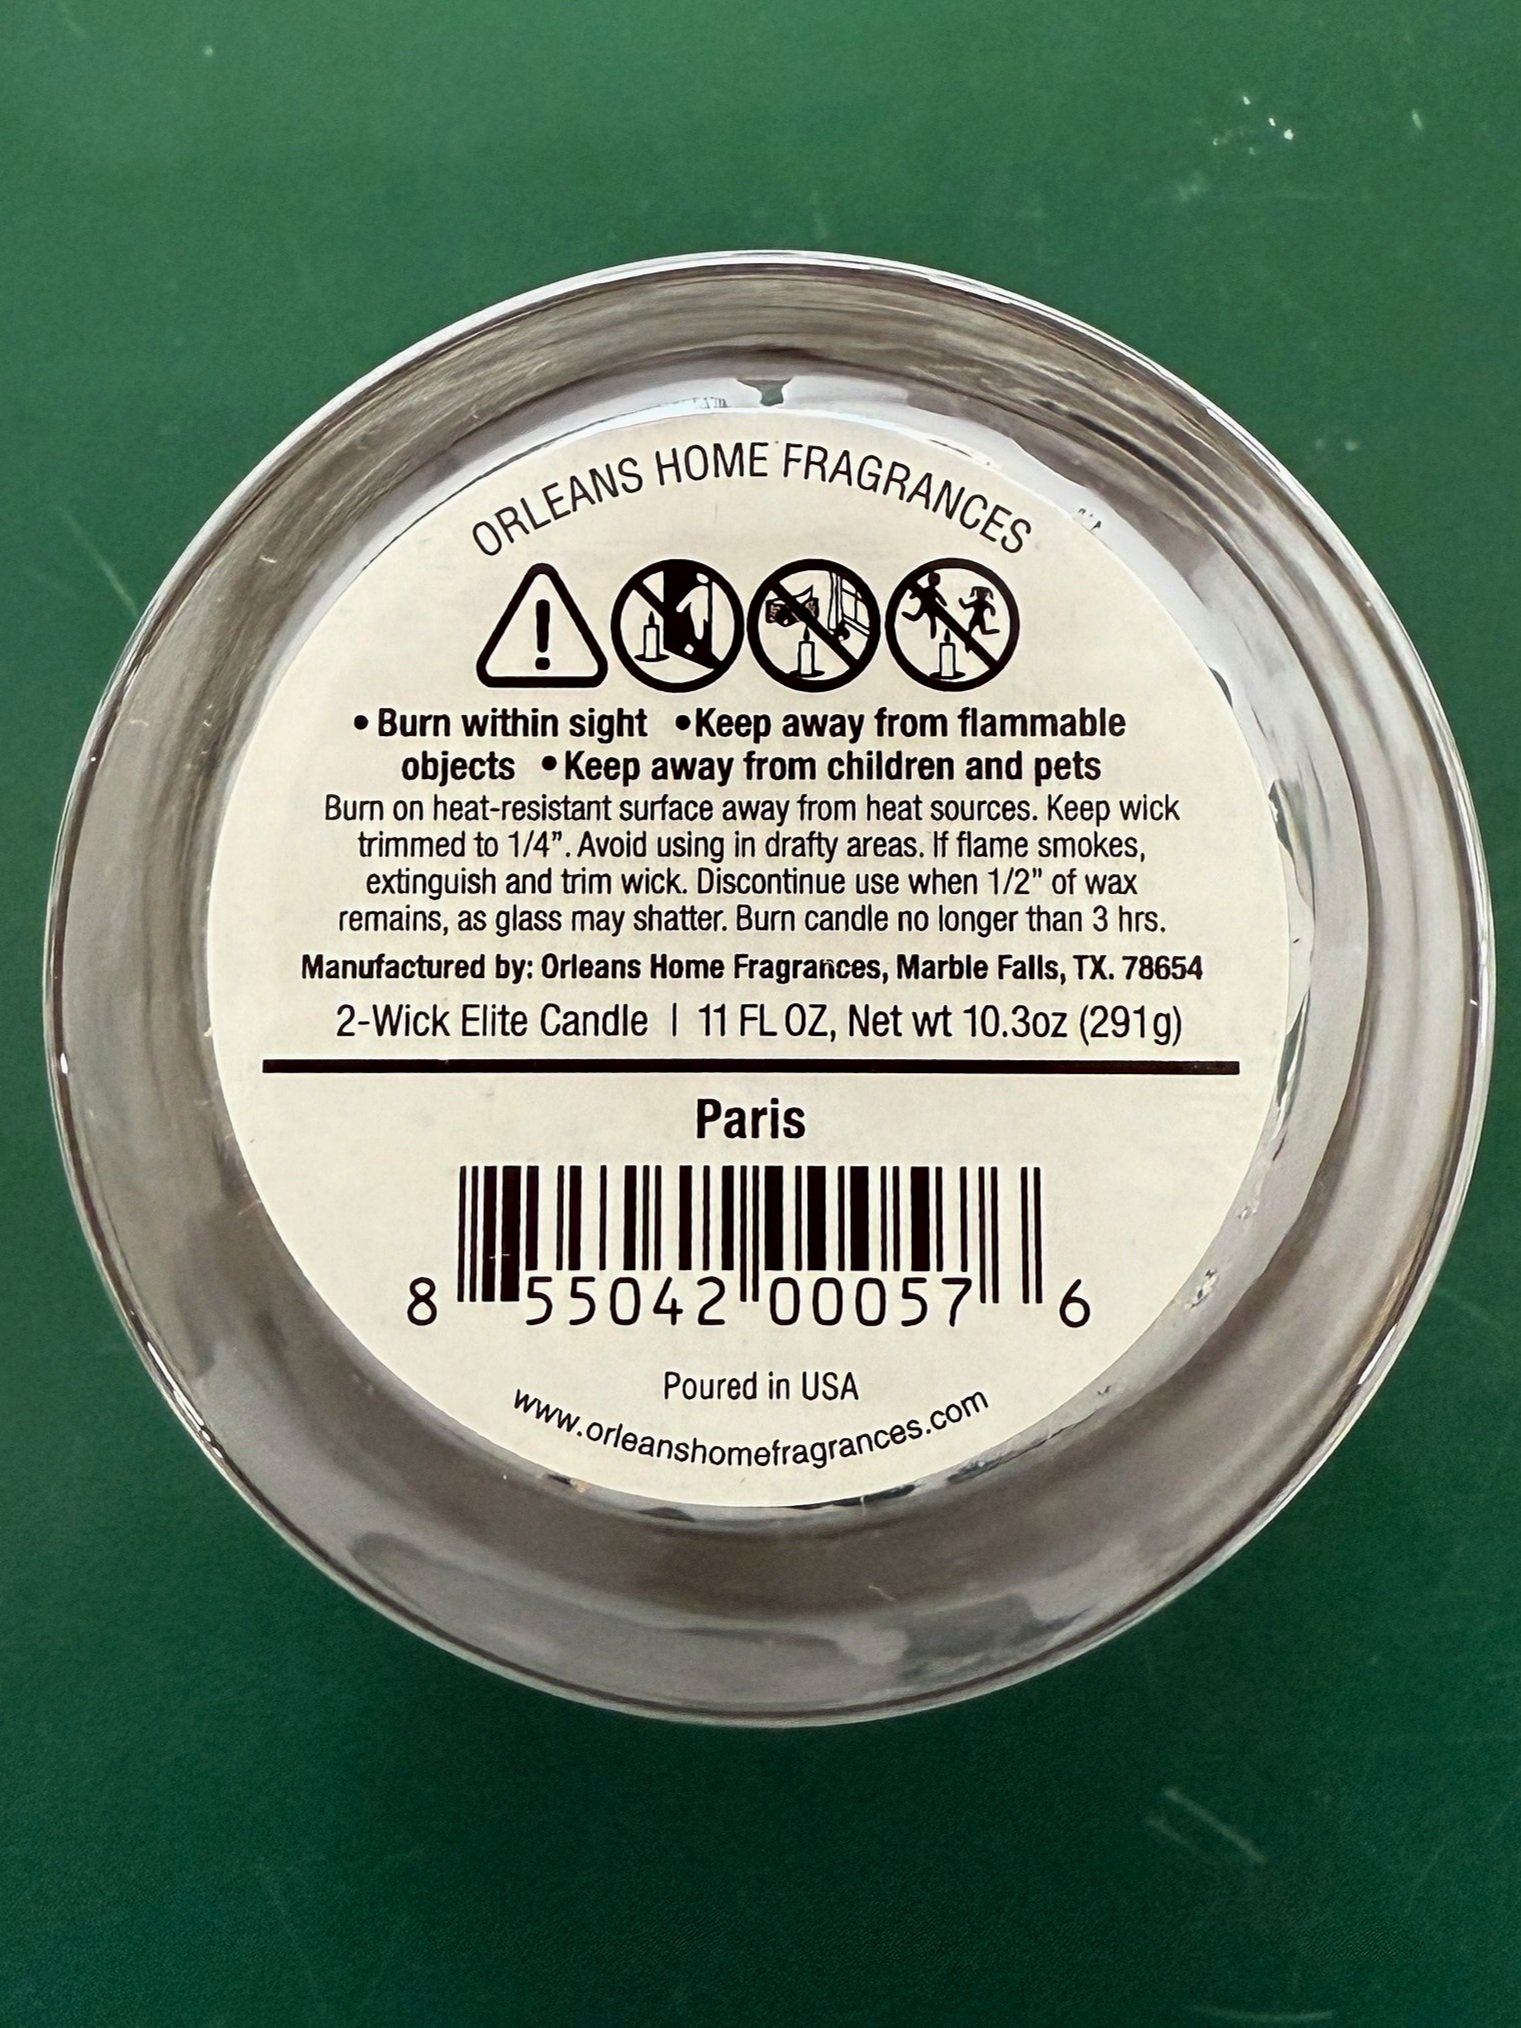 ORLEANS HOME FRAGRANCES
• Burn within sight • Keep away from flammable
objects • Keep away from children and pets
Burn on heat-resistant surface away from heat sources. Keep wick
trimmed to 1/4”. Avoid using in drafty areas. If flame smokes,
extinguish and trim wick. Discontinue use when 1/2” of wax
remains, as glass may shatter. Burn candle no longer than 3 hrs.
Manufactured by: Orleans Home Fragrances, Marble Falls, TX. 78654
2-Wick Elite Candle | 11 FL OZ, Net wt 10.3oz (291g)
Paris
8 55042 00057 6
Poured in USA
www.orleanshomefragrances.com